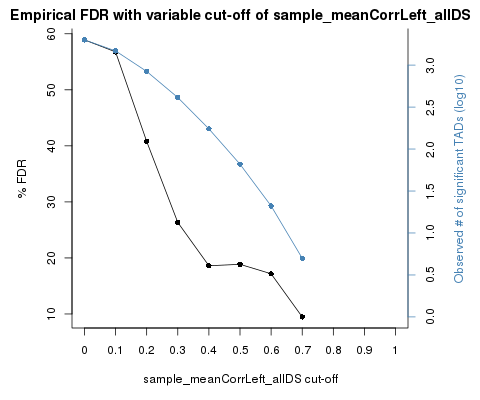 Empirical FDR with variable cut-off of sample_meanCorrLeft_allDS
% FDR
60
50
40
30
20
10
Observed # of significant TADs (log10)
3.0
2.5
2.0
1.5
1.0
0.5
0.0
0 0.1 0.2 0.3 0.4 0.5 0.6 0.7 0.8 0.9 1
sample_meanCorrLeft_allDS cut-off